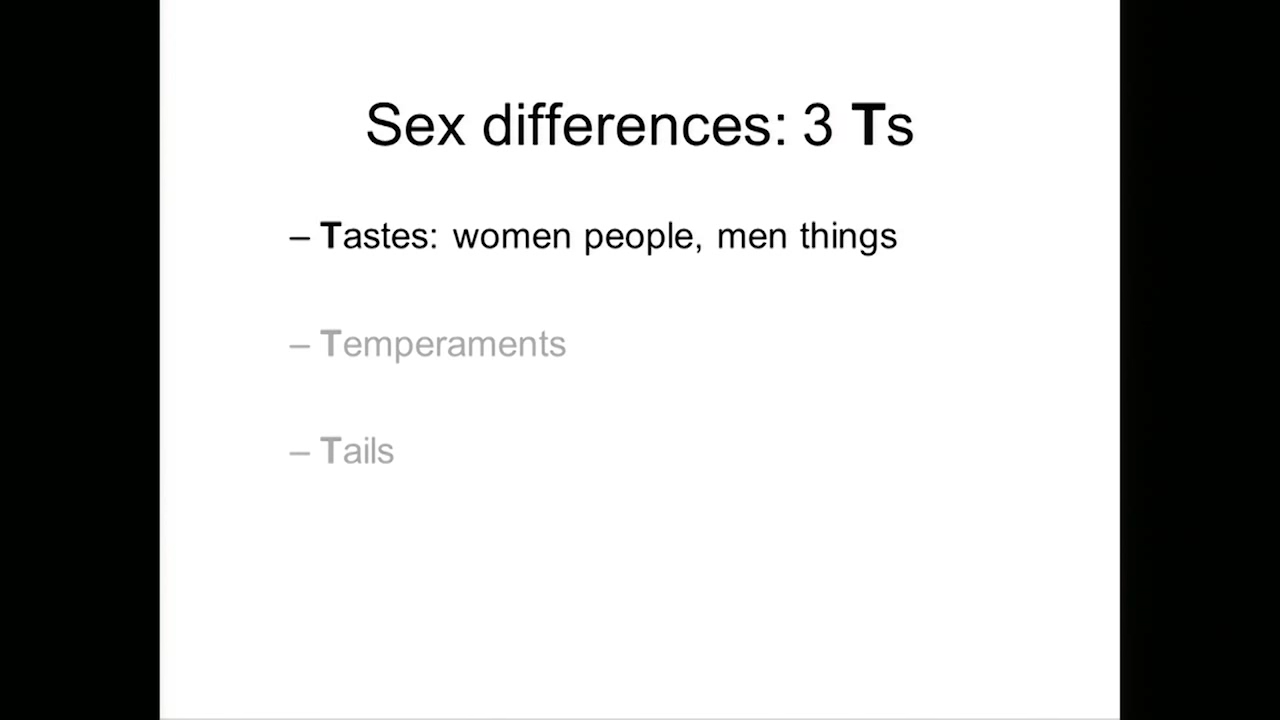 Sex differences: 3 Ts
– Tastes: women people, men things
– Temperaments
– Tails